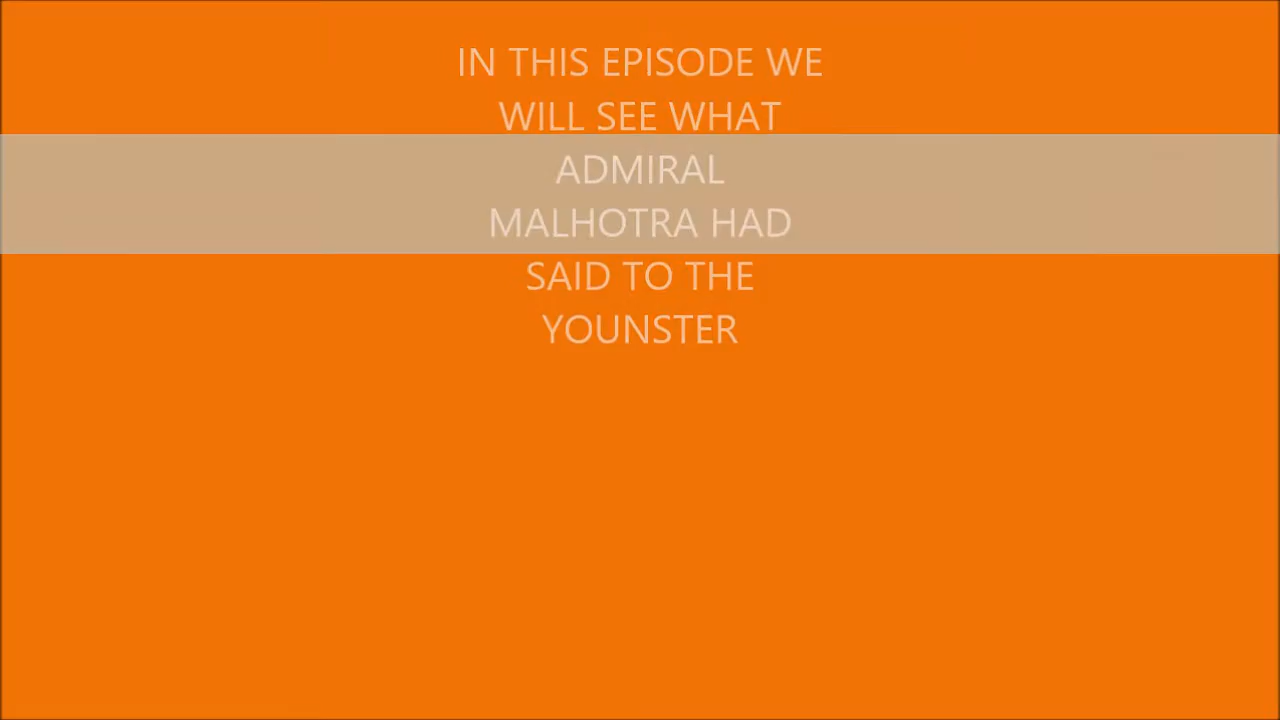 IN THIS EPISODE WE
WILL SEE WHAT
ADMIRAL
MALHOTRA HAD
SAID TO THE
YOUNSTER